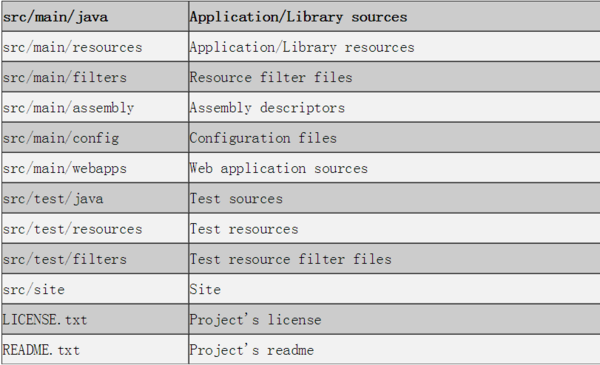 src/main/java Application/Library sources
src/main/resources Application/Library resources
src/main/filters Resource filter files
src/main/assembly Assembly descriptors
src/main/config Configuration files
src/main/webapps Web application sources
src/test/java Test sources
src/test/resources Test resources
src/test/filters Test resource filter files
src/site Site
LICENSE.txt Project's license
README.txt Project's readme